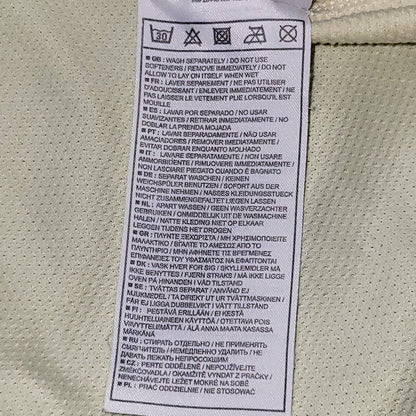 30
■ GB: WASH SEPARATELY / DO NOT USE
SOFTENERS / REMOVE IMMEDIATELY / DO NOT
ALLOW TO LAY ON ITSELF WHEN WET
■ FR : LAVER SEPAREMENT / NE PAS UTILISER
D'ADOUCISSANT / ENLEVER IMMEDIATEMENT / NE
PAS LAISSER LE VETEMENT PLIE LORSQU'IL EST
MOUILLE
■ ES : LAVAR POR SEPARADO / NO USAR
SUAVIZANTES / RETIRAR INMEDIATAMENTE / NO
DOBLAR LA PRENDA MOJADA
■ PT : LAVAR SEPARADAMENTE / NÃO USAR
AMACIADOR / REMOVER IMEDIATAMENTE /
EVITAR DOBRAR ENQUANTO MOLHADO
■ IT : LAVARE SEPARATAMENTE / NON USARE
AMMORBIDENTE / RIMUOVERE IMMEDIATAMENTE /
NON LASCIARE PIEGATO QUANDO È BAGNATO
■ DE : SEPARAT WASCHEN / KEINEN
WEICHSPÜLER BENUTZEN / SOFORT AUS DER
MASCHINE NEHMEN / NASSES KLEIDUNGSSTUECK
NICHT ZUSAMMENGEFALTET LIEGEN LASSEN
■ NL : APART WASSEN / GEEN WASVERZACHTER
GEBRUIKEN / ONMIDDELLIJK UIT DE WASMACHINE
HALEN / NATTE KLEDING NIET OP ELKAAR
LEGGEN TIJDENS HET DROGEN
■ GR : ΠΛΥΝΤΕ ΞΕΧΩΡΙΣΤΑ / ΜΗ ΧΡΗΣΙΜΟΠΟΙΕΙΤΕ
ΜΑΛΑΚΤΙΚΟ / ΒΓΑΛΤΕ ΤΟ ΑΜΕΣΩΣ ΜΕΤΑ ΤΟ
ΠΛΥΝΤΗΡΙΟ / ΜΗΝ ΑΦΗΝΕΤΕ ΤΙΣ ΒΡΕΓΜΕΝΕΣ
ΕΠΙΦΑΝΕΙΕΣ ΤΟΥ ΥΦΑΣΜΑΤΟΣ ΝΑ ΕΦΑΠΤΟΝΤΑΙ
■ DK : VASK HVER FOR SIG / SKYLLEMIDLER MÅ
IKKE BENYTTES / FJERN STRAKS / MÅ IKKE LIGGE
OVEN PÅ HINANDEN I VÅD TILSTAND
■ SE : TVÄTTAS SEPARAT / ANVÄND EJ
MJUKMEDEL / TA DIREKT UT UR TVÄTTMASKINEN /
FÅR EJ LIGGA DUBBELVIKT I VÅTT TILLSTÅND
■ FI : PESTÄVÄ ERILLÄÄN / EI KESTÄ
HUUHTELUAINEEN KÄYTTÖÄ / OTETTAVA POIS
VIIVYTTELEMÄTTÄ / ÄLÄ ANNA MAATA KASASSA
MÄRKÄNÄ
■ RU : СТИРАТЬ ОТДЕЛЬНО / НЕ ПРИМЕНЯТЬ
СМЯГЧИТЕЛЬ / НЕМЕДЛЕННО УДАЛИТЬ / НЕ
ДАВАТЬ ЛЕЖАТЬ НЕПРОСОХШИМ
■ CZ : PERTE ODDĚLENĚ / NEPOUŽÍVEJTE
ZMĚKČOVADLA / OKAMŽITĚ VYNDAT Z PRAČKY /
NENECHÁVEJTE LEŽET MOKRÉ NA SOBĚ
■ PL : PRAĆ ODDZIELNIE / NIE STOSOWAĆ